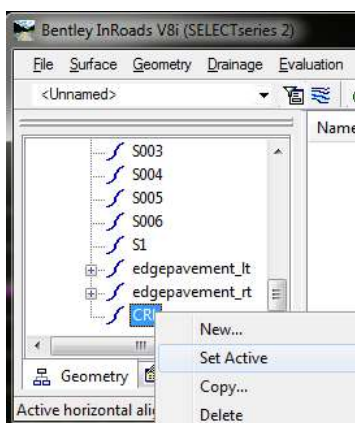 Bentley InRoads V8i (SELECTseries 2)
File Surface Geometry Drainage Evaluation
<Unnamed>
Name
S003
S004
S005
S006
S1
edgepavement_lt
edgepavement_rt
New...
Set Active
Geometry
Copy...
Active horizontal
Delete